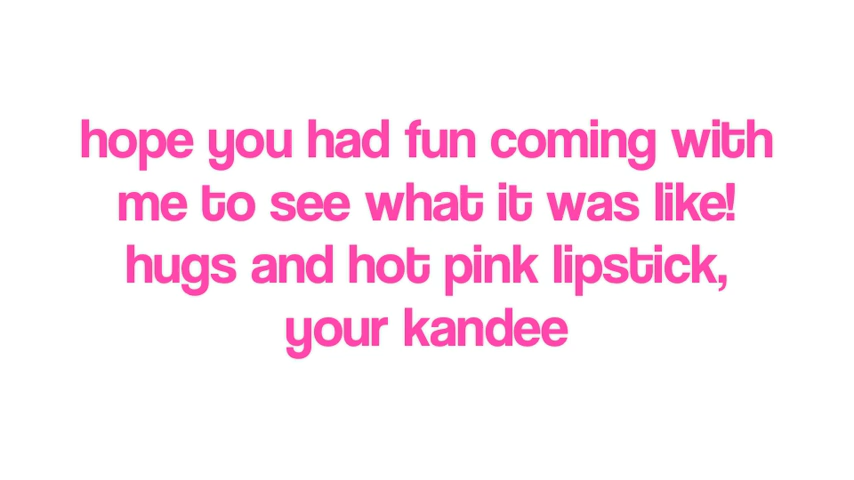 hope you had fun coming with
me to see what it was like!
hugs and hot pink lipstick,
your kandee